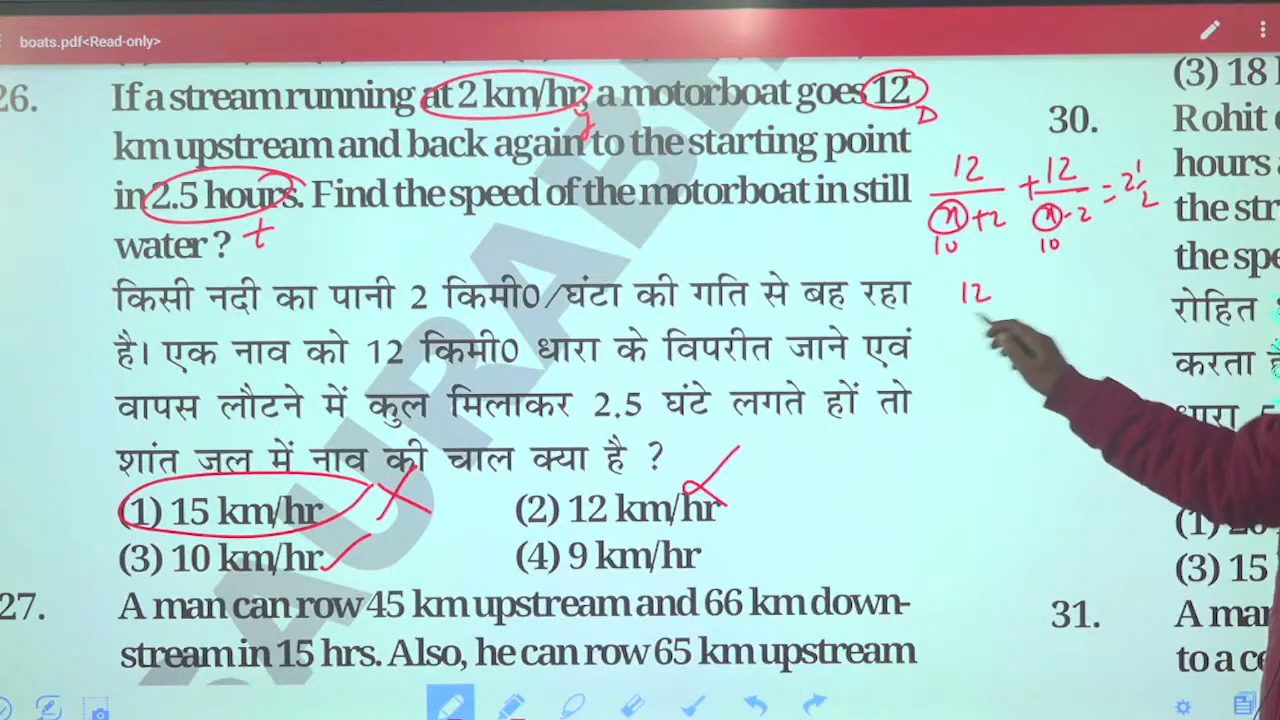 boats.pdf<Read-only>
26. If a stream running at 2 km/hr, a motorboat goes 12
km upstream and back again to the starting point
in 2.5 hours. Find the speed of the motorboat in still
water ?
किसी नदी का पानी 2 किमी0/घंटा की गति से बह रहा
है। एक नाव को 12 किमी0 धारा के विपरीत जाने एवं
वापस लौटने में कुल मिलाकर 2.5 घंटे लगते हों तो
शांत जल में नाव की चाल क्या है ?
(1) 15 km/hr (2) 12 km/hr
(3) 10 km/hr (4) 9 km/hr
27. A man can row 45 km upstream and 66 km down-
stream in 15 hrs. Also, he can row 65 km upstream
y
D
t
12/x+2 + 12/x-2 = 2 1/2
10 10
12
(3) 18
30. Rohit
hours
the str
the spe
रोहित
करता
धारा
(1) 20
(3) 15
31. A man
to a ce
SAURABH